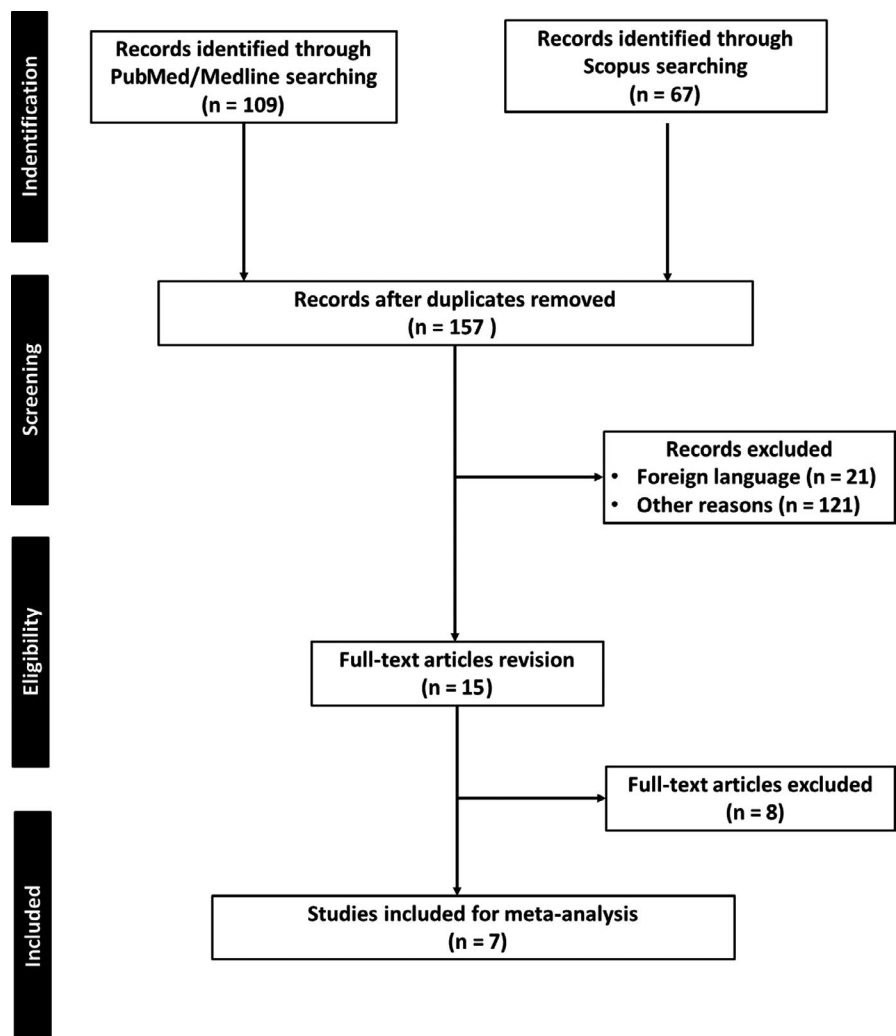 Indentification
Records identified through
PubMed/Medline searching
(n = 109)
Records identified through
Scopus searching
(n = 67)
Screening
Records after duplicates removed
(n = 157 )
Records excluded
• Foreign language (n = 21)
• Other reasons (n = 121)
Eligibility
Full-text articles revision
(n = 15)
Full-text articles excluded
(n = 8)
Included
Studies included for meta-analysis
(n = 7)